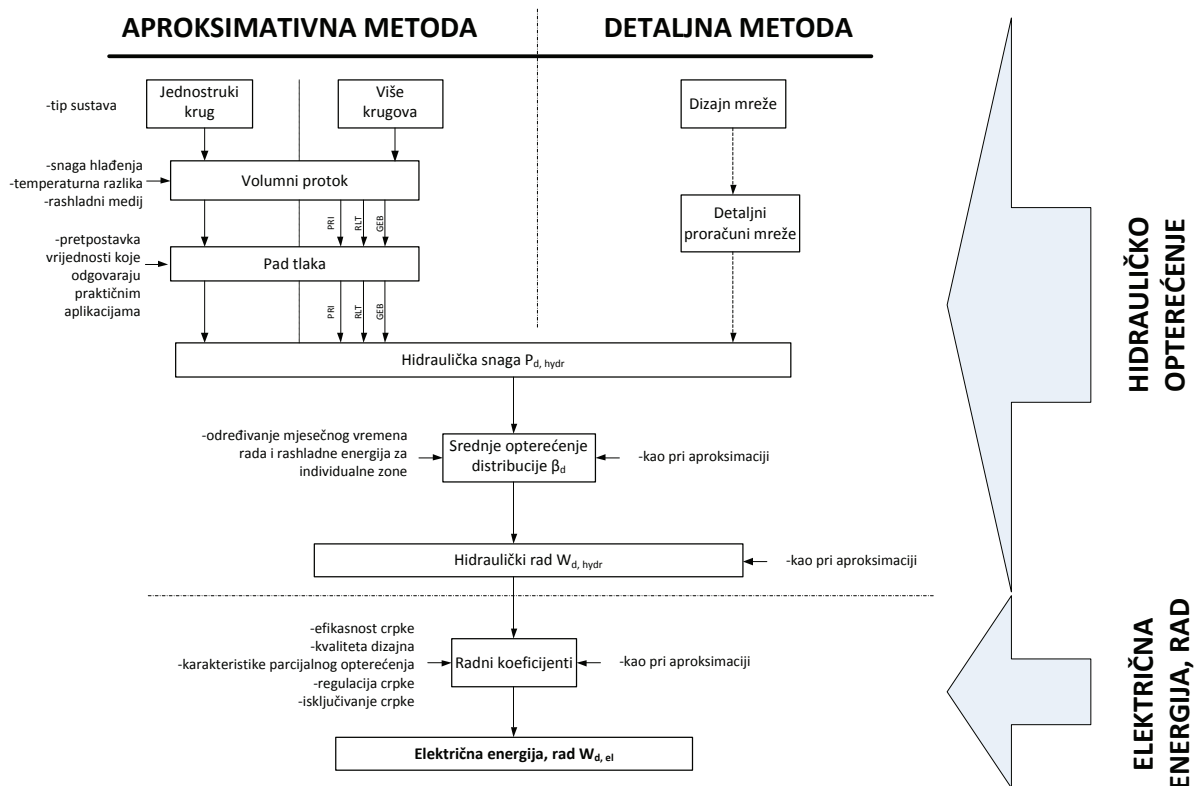 APROKSIMATIVNA METODA
DETALJNA METODA
-tip sustava
Jednostruki
krug
Više
krugova
Dizajn mreže
-snaga hlađenja
-temperaturna razlika
-rashladni medij
Volumni protok
PRI
RLT
GEB
Detaljni
proračuni mreže
-pretpostavka
vrijednosti koje
odgovaraju
praktičnim
aplikacijama
Pad tlaka
PRI
RLT
GEB
Hidraulička snaga Pd, hydr
-određivanje mjesečnog vremena
rada i rashladne energija za
individualne zone
Srednje opterećenje
distribucije βd
-kao pri aproksimaciji
Hidraulički rad Wd, hydr
-kao pri aproksimaciji
-efikasnost crpke
-kvaliteta dizajna
-karakteristike parcijalnog opterećenja
-regulacija crpke
-isključivanje crpke
Radni koeficijenti
-kao pri aproksimaciji
Električna energija, rad Wd, el
HIDRAULIČKO
OPTEREĆENJE
ELEKTRIČNA
ENERGIJA, RAD